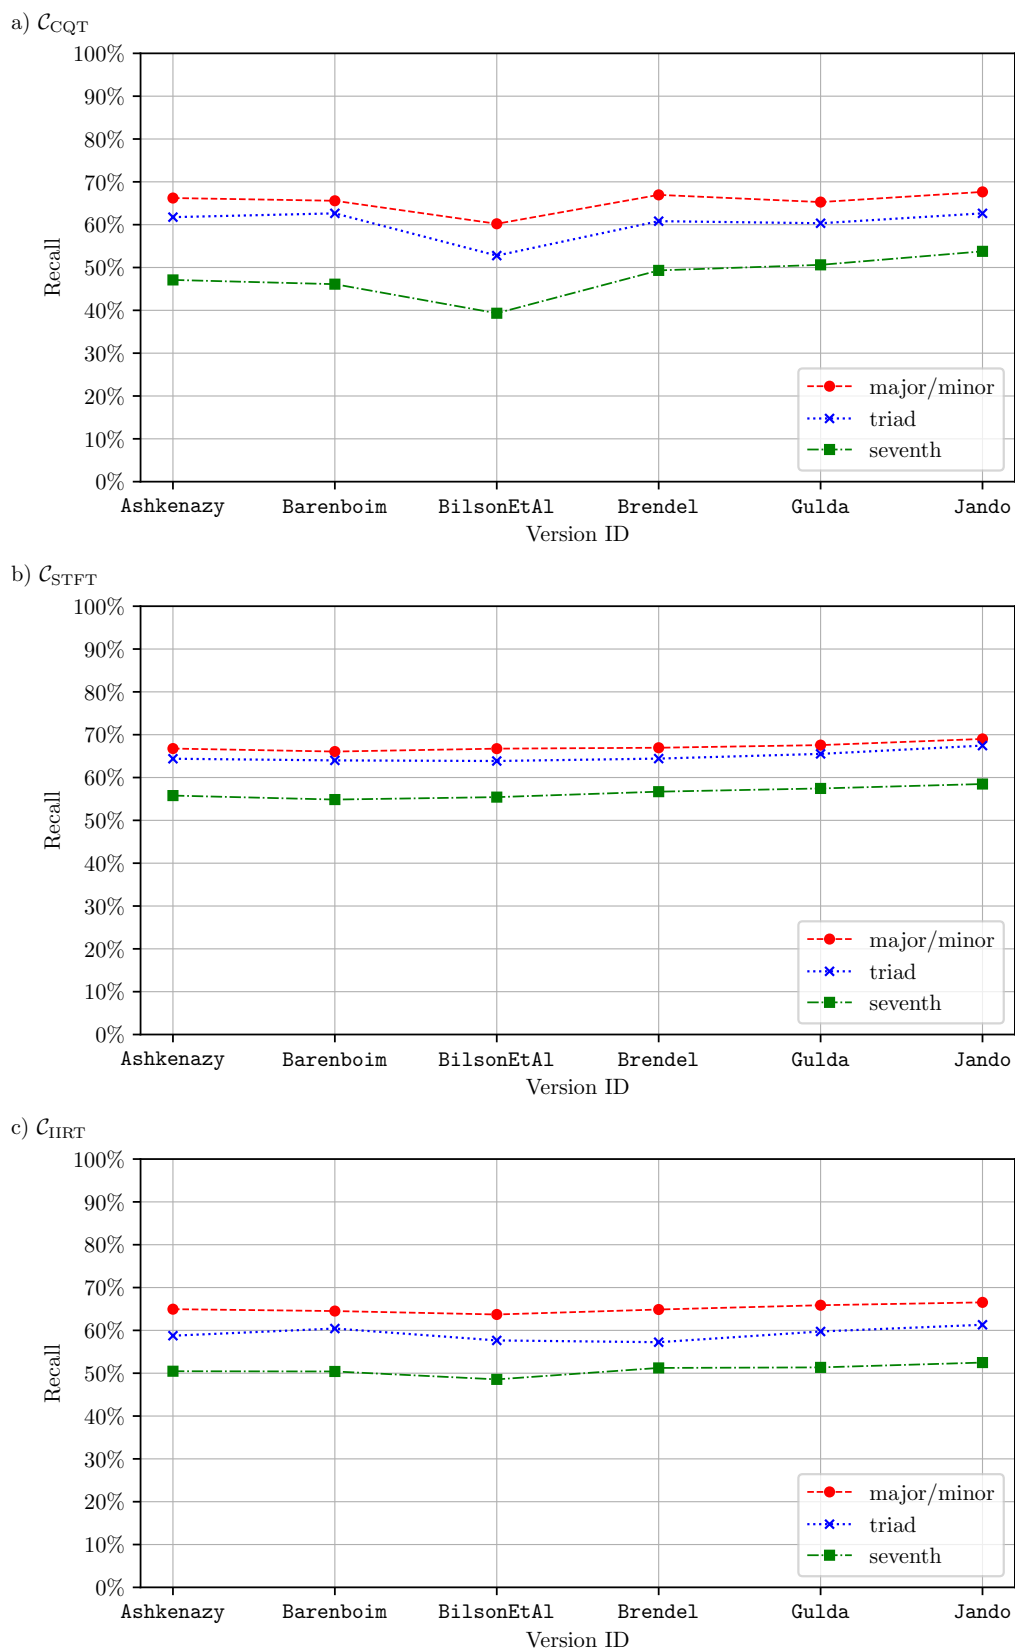 a) 𝒞CQT
100%
90%
80%
70%
60%
50%
40%
30%
20%
10%
0%
Recall
major/minor
triad
seventh
Ashkenazy Barenboim BilsonEtAl Brendel Gulda Jando
Version ID
b) 𝒞STFT
100%
90%
80%
70%
60%
50%
40%
30%
20%
10%
0%
Recall
major/minor
triad
seventh
Ashkenazy Barenboim BilsonEtAl Brendel Gulda Jando
Version ID
c) 𝒞IIRT
100%
90%
80%
70%
60%
50%
40%
30%
20%
10%
0%
Recall
major/minor
triad
seventh
Ashkenazy Barenboim BilsonEtAl Brendel Gulda Jando
Version ID